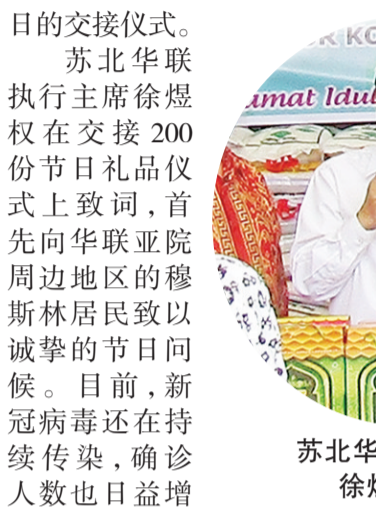 日的交接仪式。
苏北华联
执行主席徐煜
权在交接200
份节日礼品仪
式上致词，首
先向华联亚院
周边地区的穆
斯林居民致以
诚挚的节日问
候。目前，新
冠病毒还在持
续传染，确诊
人数也日益增
R KO
amat Idul
苏北华
徐